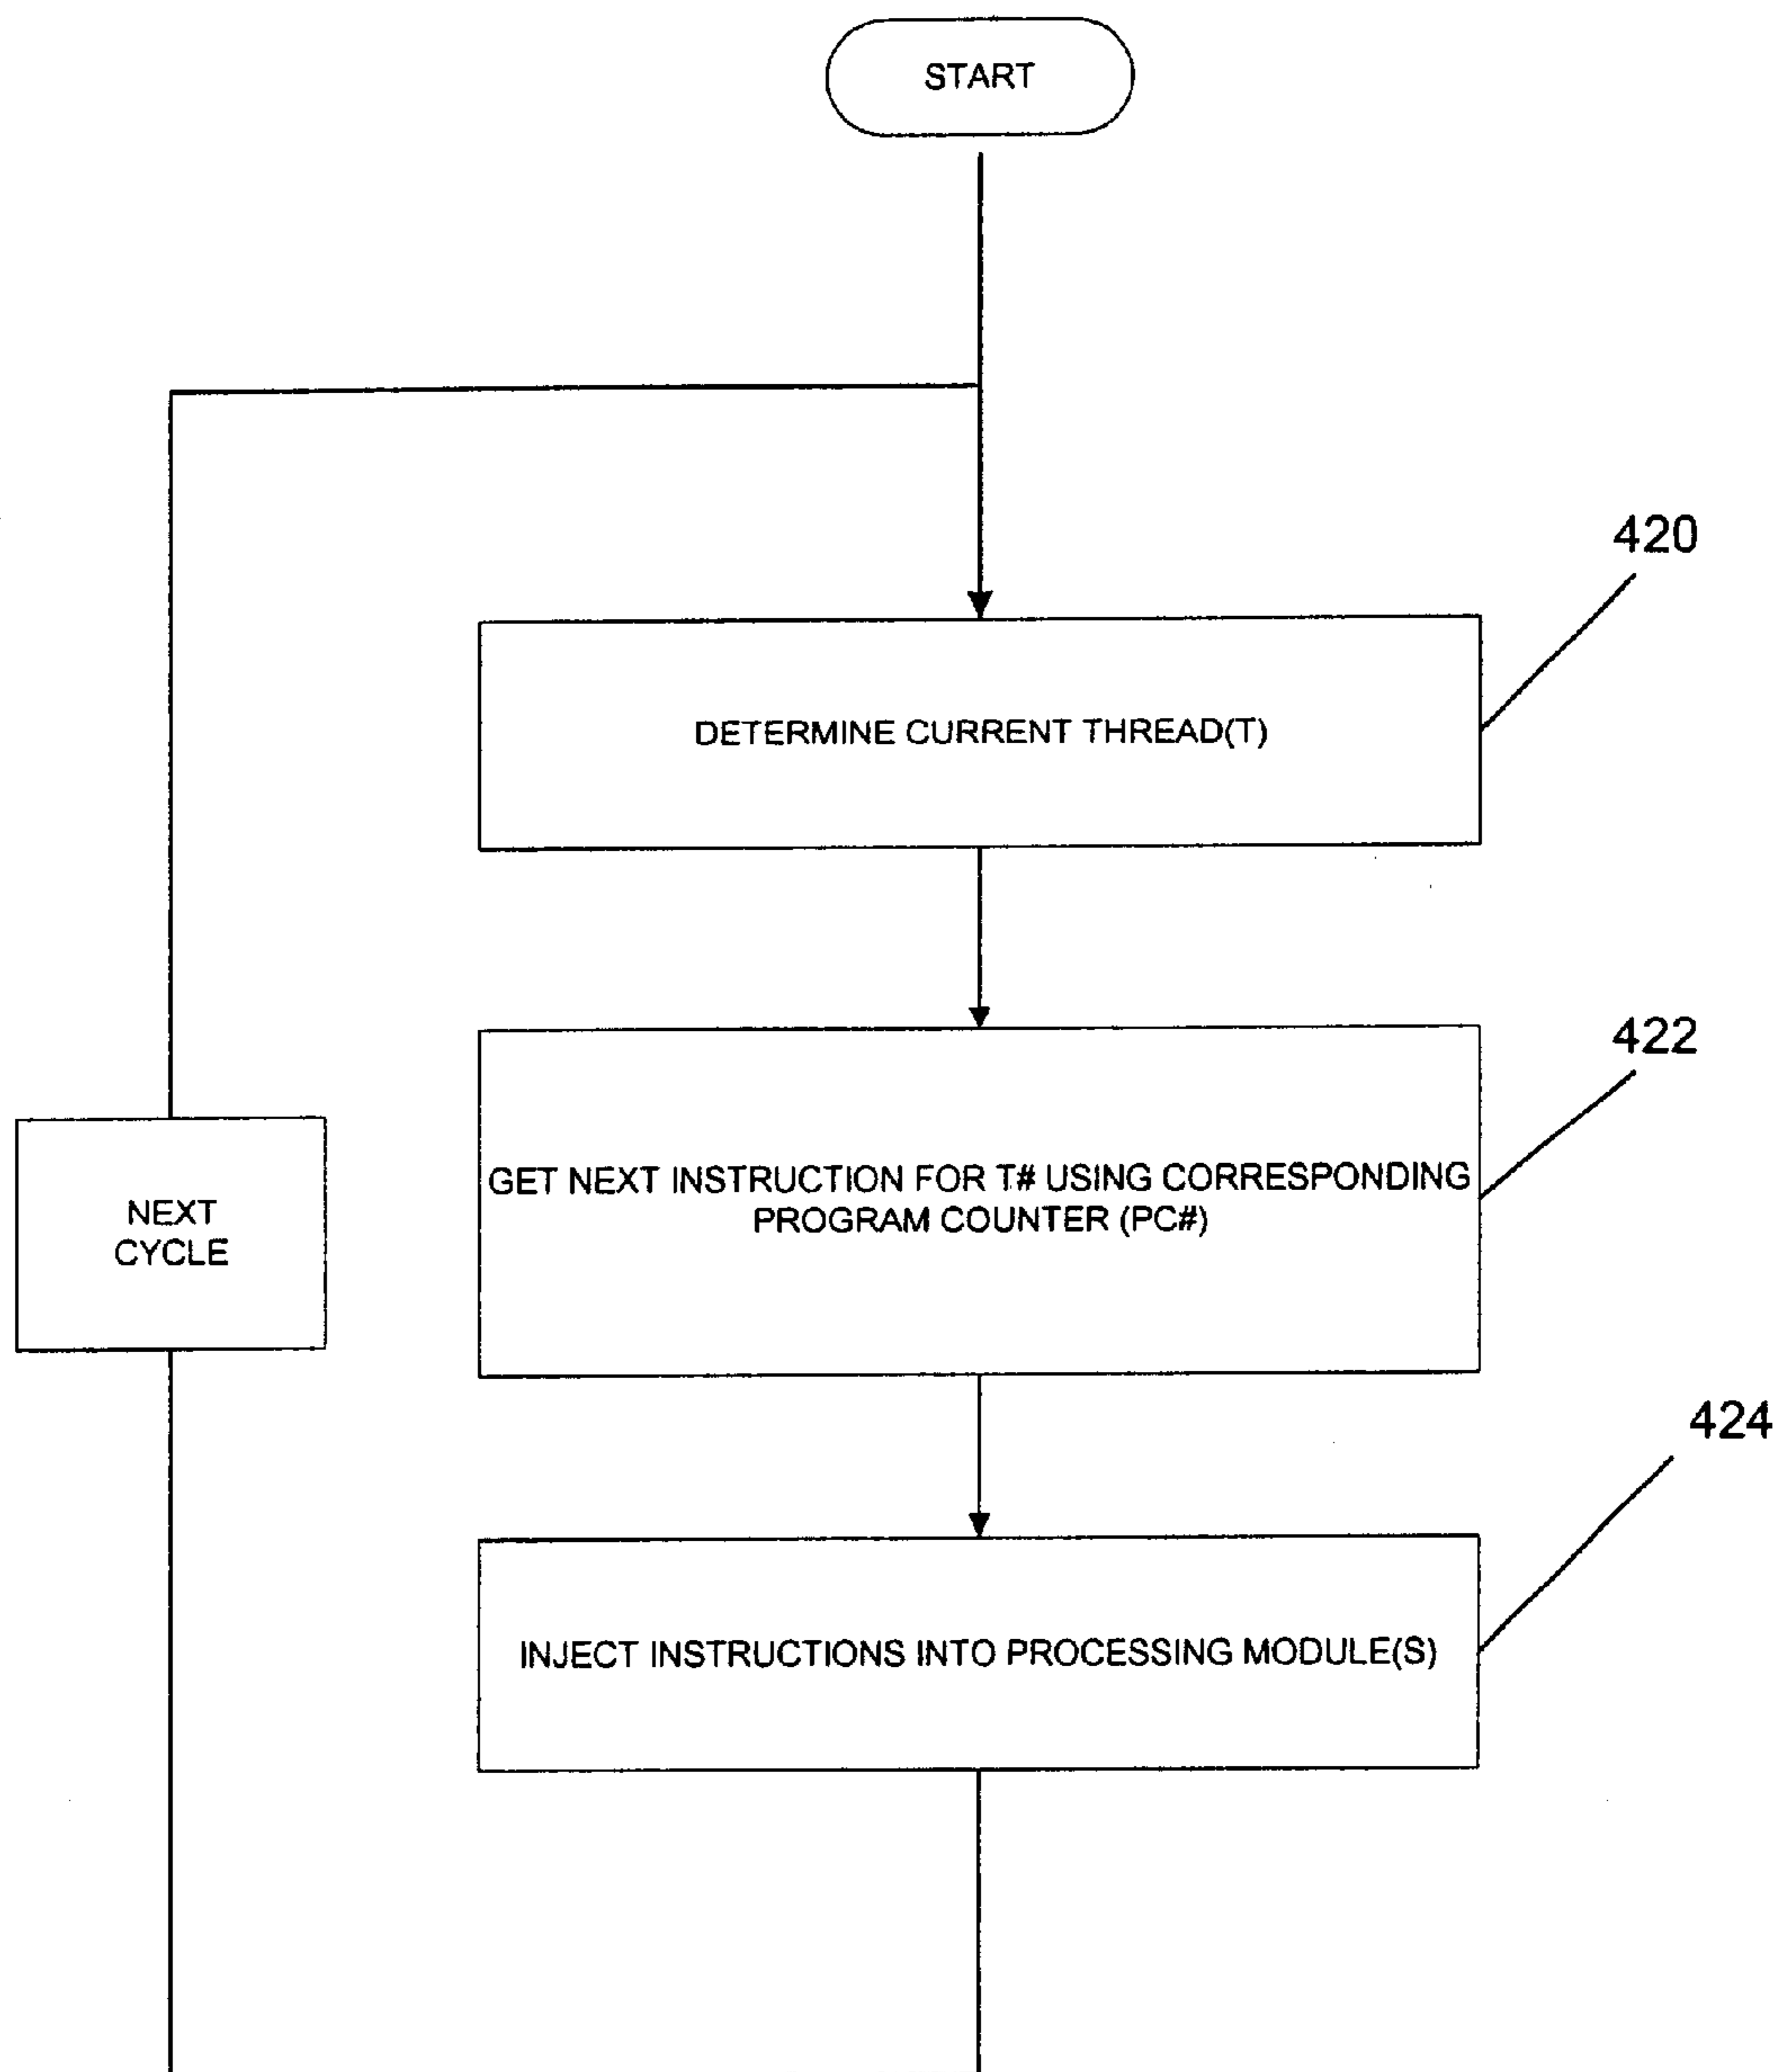 START
420
DETERMINE CURRENT THREAD(T)
422
GET NEXT INSTRUCTION FOR T# USING CORRESPONDING
PROGRAM COUNTER (PC#)
NEXT
CYCLE
424
INJECT INSTRUCTIONS INTO PROCESSING MODULE(S)